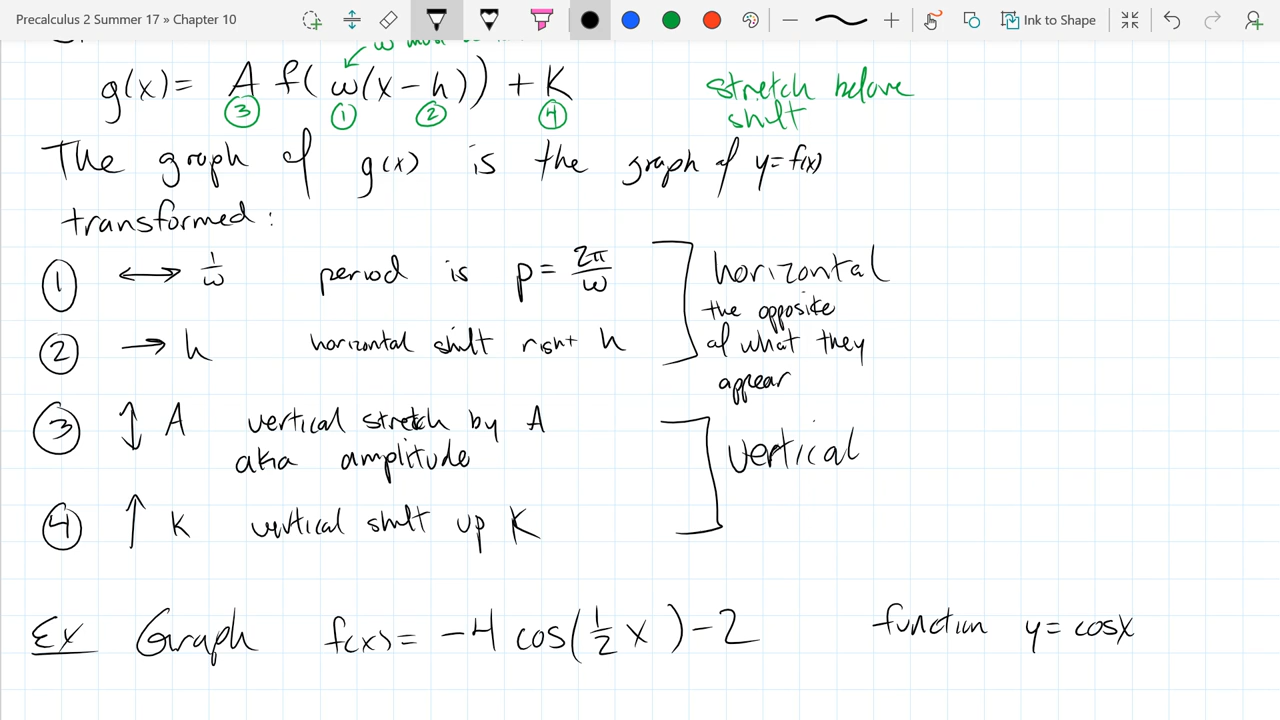 Precalculus 2 Summer 17 » Chapter 10
Ink to Shape
g(x) = A f( ω(x-h)) + K
③ ① ② ④
stretch before
shift
The graph of g(x) is the graph of y=f(x)
transformed:
① ↔ 1/ω period is p = 2π/ω
② → h horizontal shift right h
horizontal
the opposite
of what they
appear
③ ↕ A vertical stretch by A
aka amplitude
④ ↑ K vertical shift up K
vertical
Ex Graph f(x) = -4 cos(1/2 x) - 2 function y = cosx